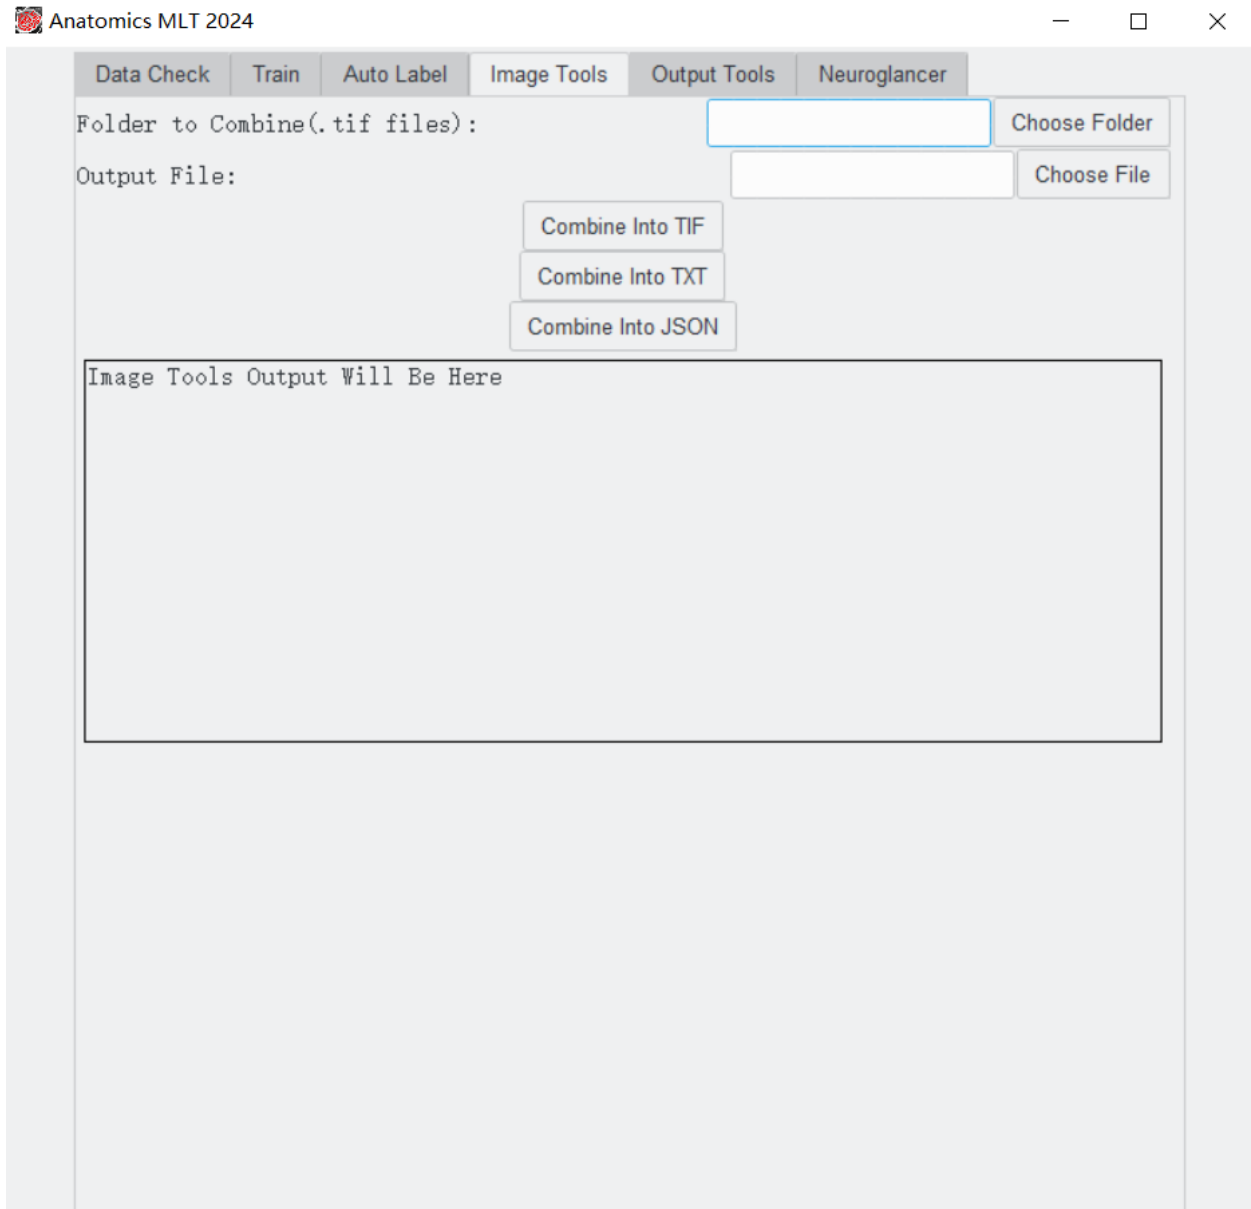 Anatomics MLT 2024
Data Check Train Auto Label Image Tools Output Tools Neuroglancer
Folder to Combine(.tif files): Choose Folder
Output File: Choose File
Combine Into TIF
Combine Into TXT
Combine Into JSON
Image Tools Output Will Be Here